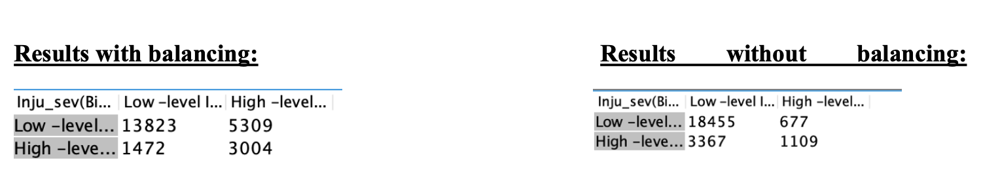 Results with balancing:
Inju_sev(Bi... Low –level I... High –level...
Low –level... 13823 5309
High –leve... 1472 3004
Results without balancing:
Inju_sev(Bi... Low –level I... High –level...
Low –level... 18455 677
High –leve... 3367 1109